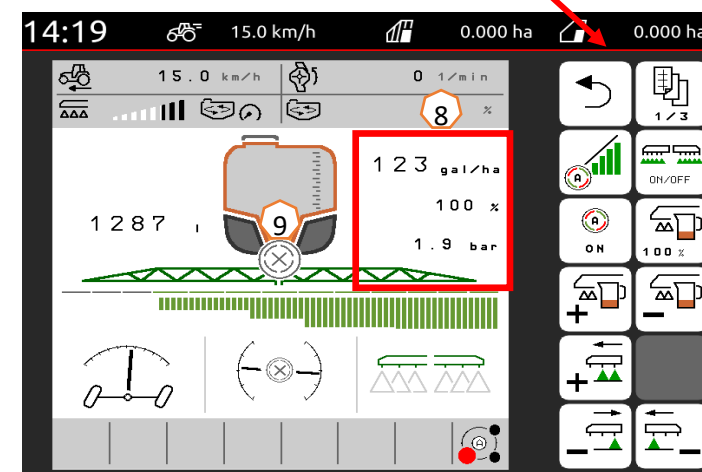 14:19 15.0 km/h 0.000 ha 0.000 ha
15.0 km/h 0 1/min
8 %
1/3
123 gal/ha
A ON/OFF
100 %
1287 l 9
A ON 100 %
1.9 bar
+ −
+
− −
A